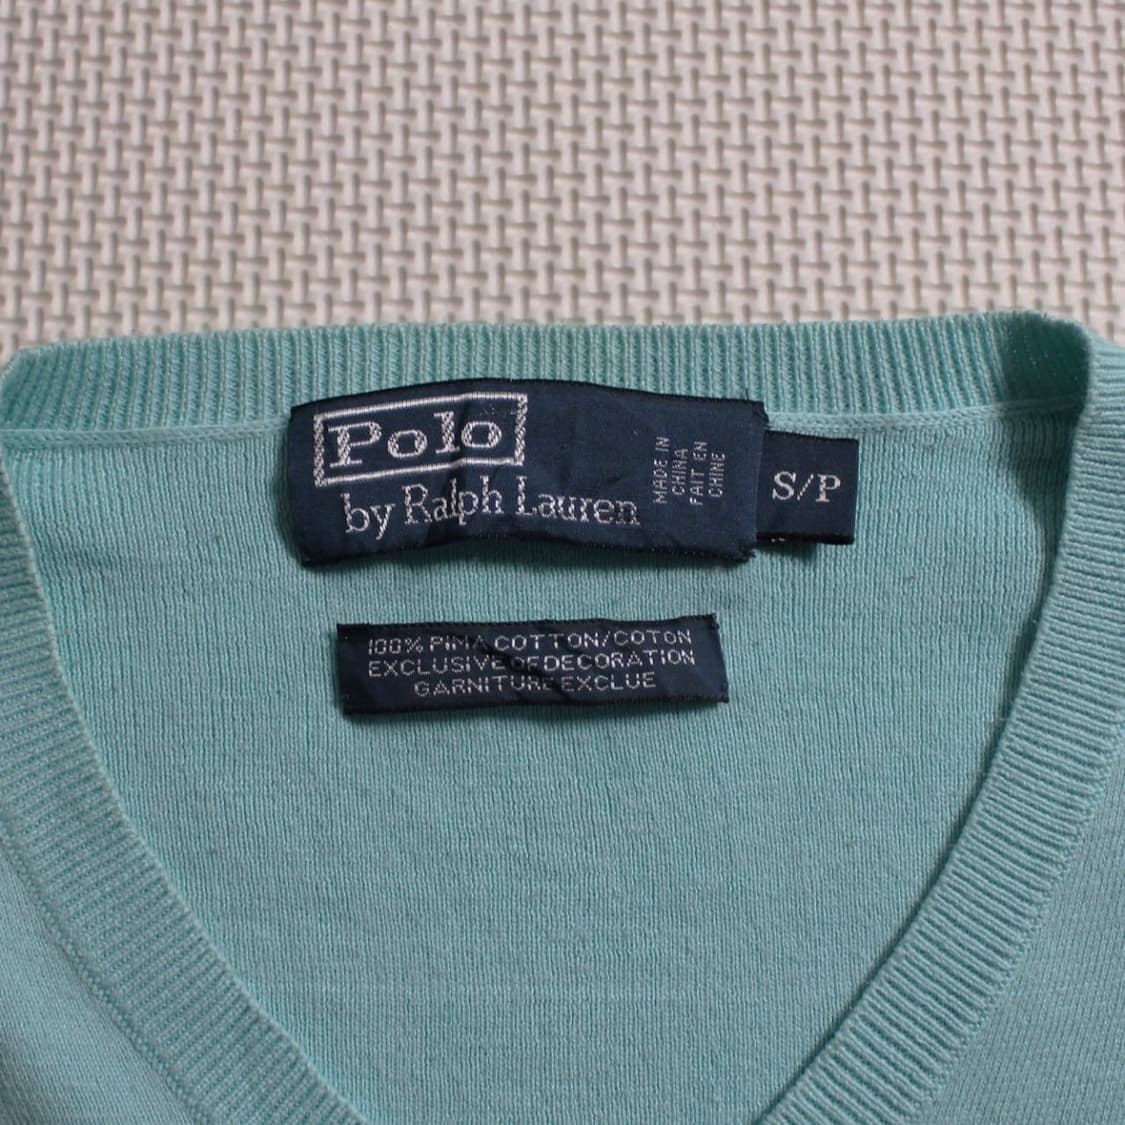 Polo
by Ralph Lauren
MADE IN
CHINA
FAIT EN
CHINE
S/P
100% PIMA COTTON/COTON
EXCLUSIVE OF DECORATION
GARNITURE EXCLUE